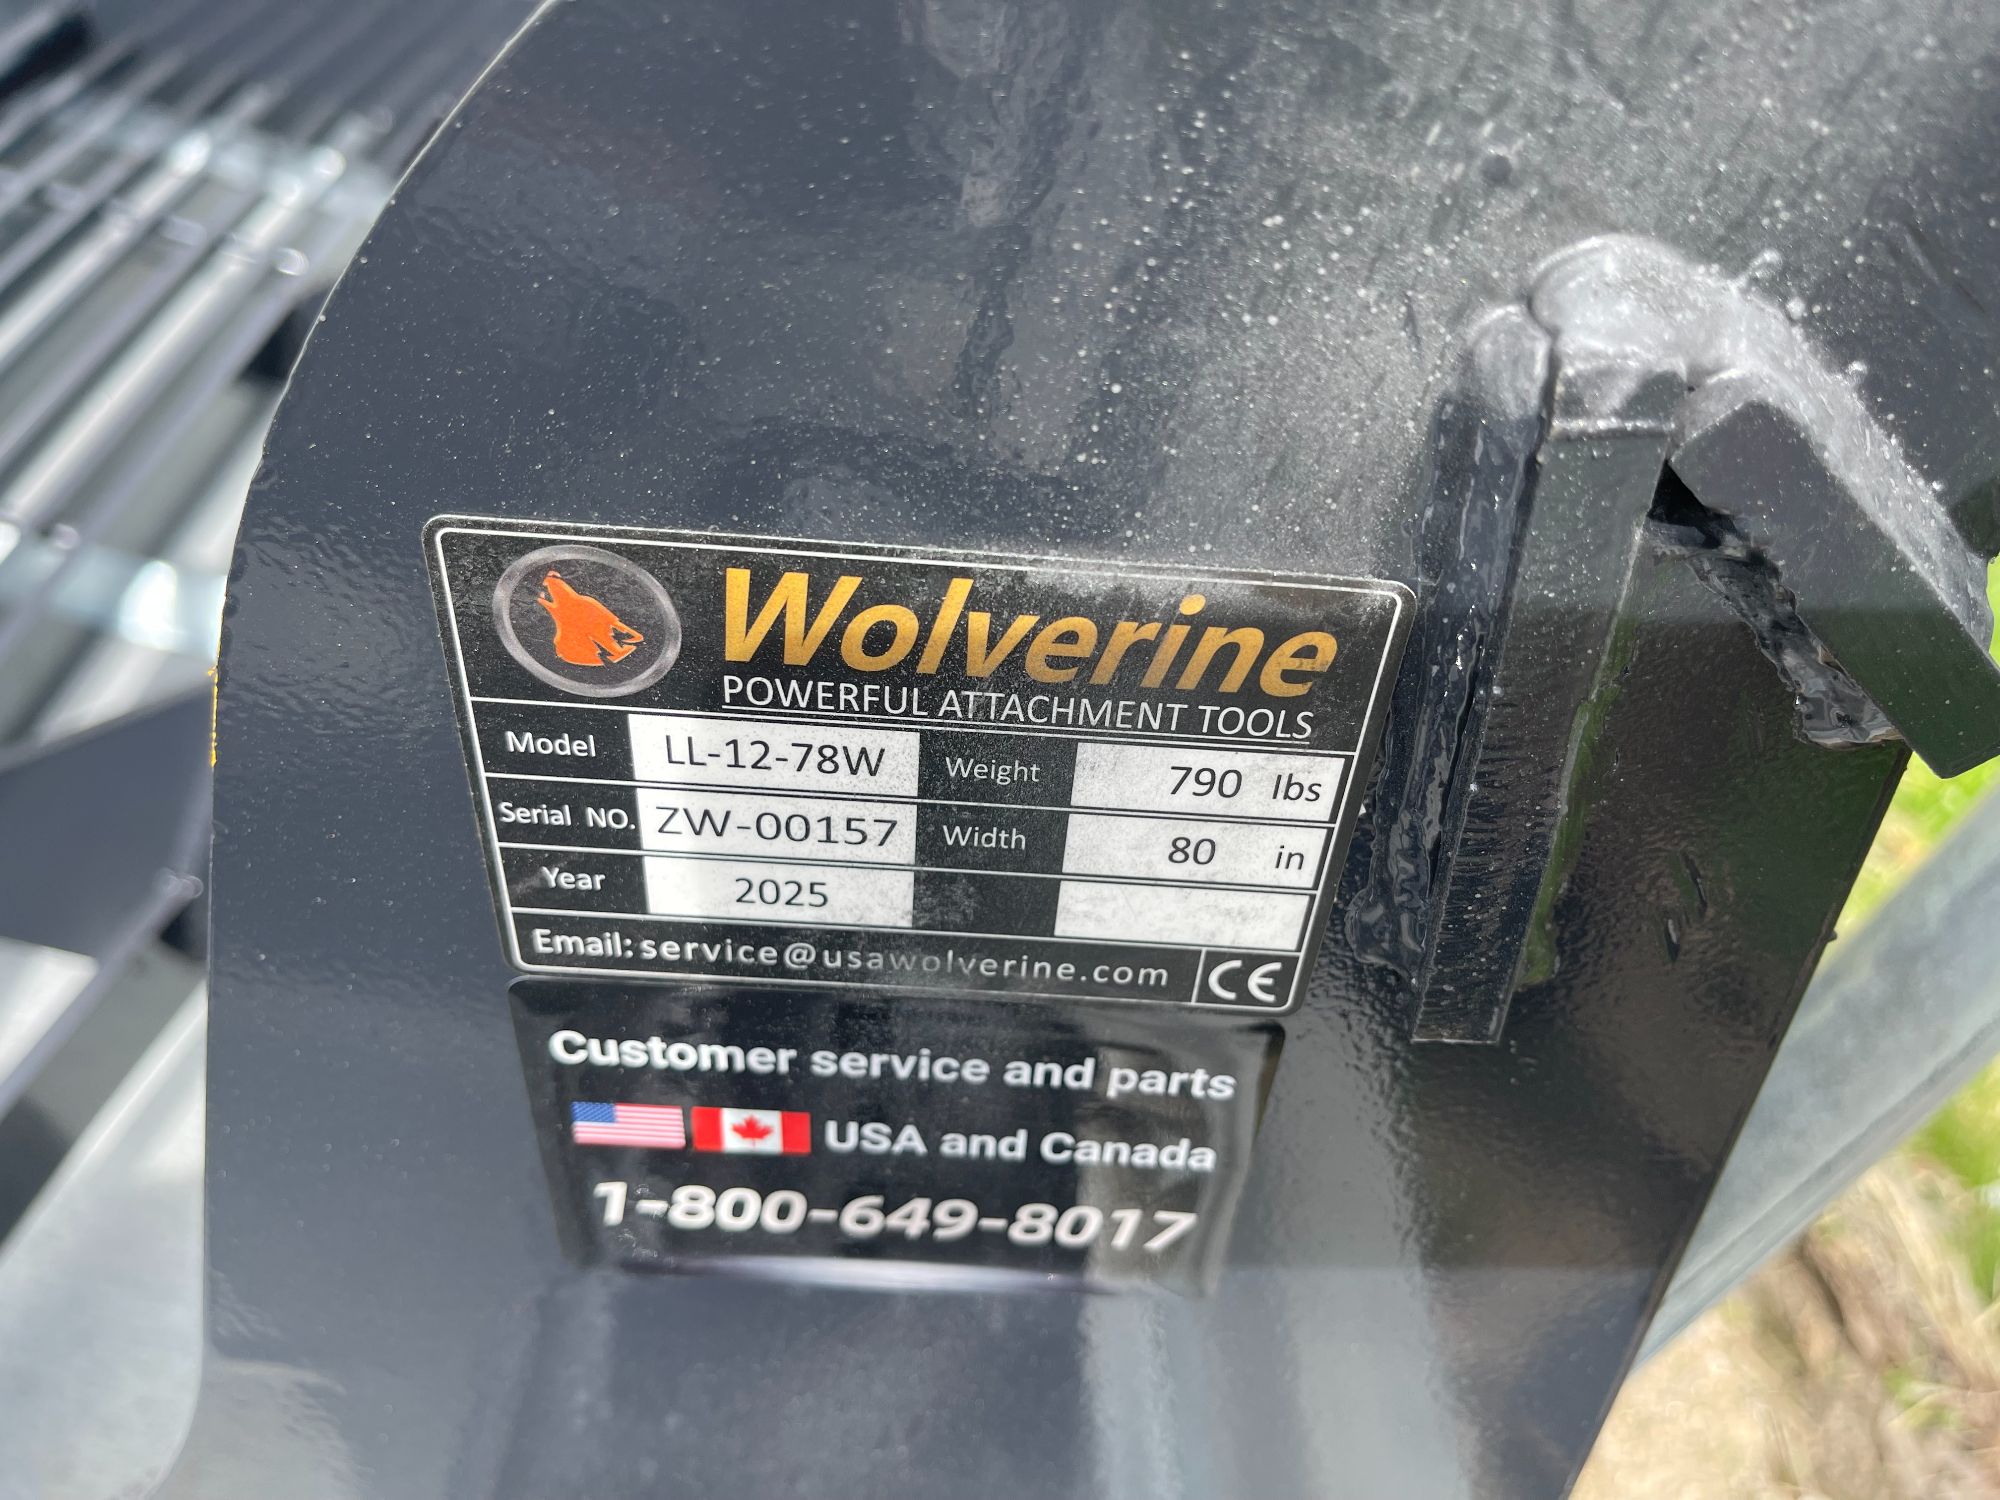 Wolverine
POWERFUL ATTACHMENT TOOLS
Model LL-12-78W Weight 790 lbs
Serial NO. ZW-00157 Width 80 in
Year 2025
Email: service@usawolverine.com CE
Customer service and parts
USA and Canada
1-800-649-8017